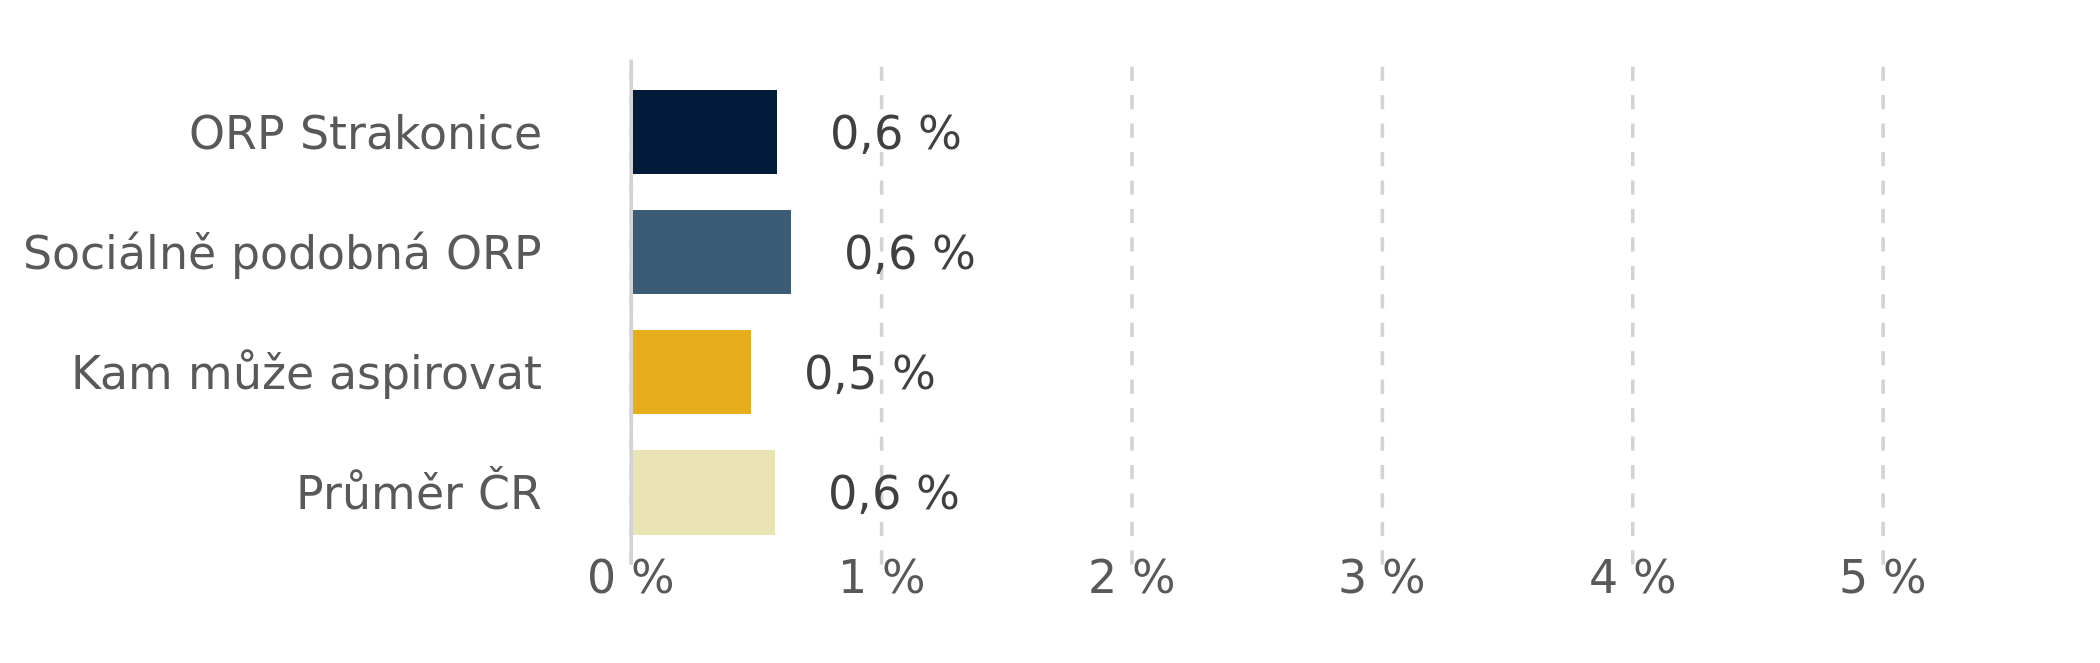 ORP Strakonice 0,6 %
Sociálně podobná ORP 0,6 %
Kam může aspirovat 0,5 %
Průměr ČR 0,6 %
0 % 1 % 2 % 3 % 4 % 5 %